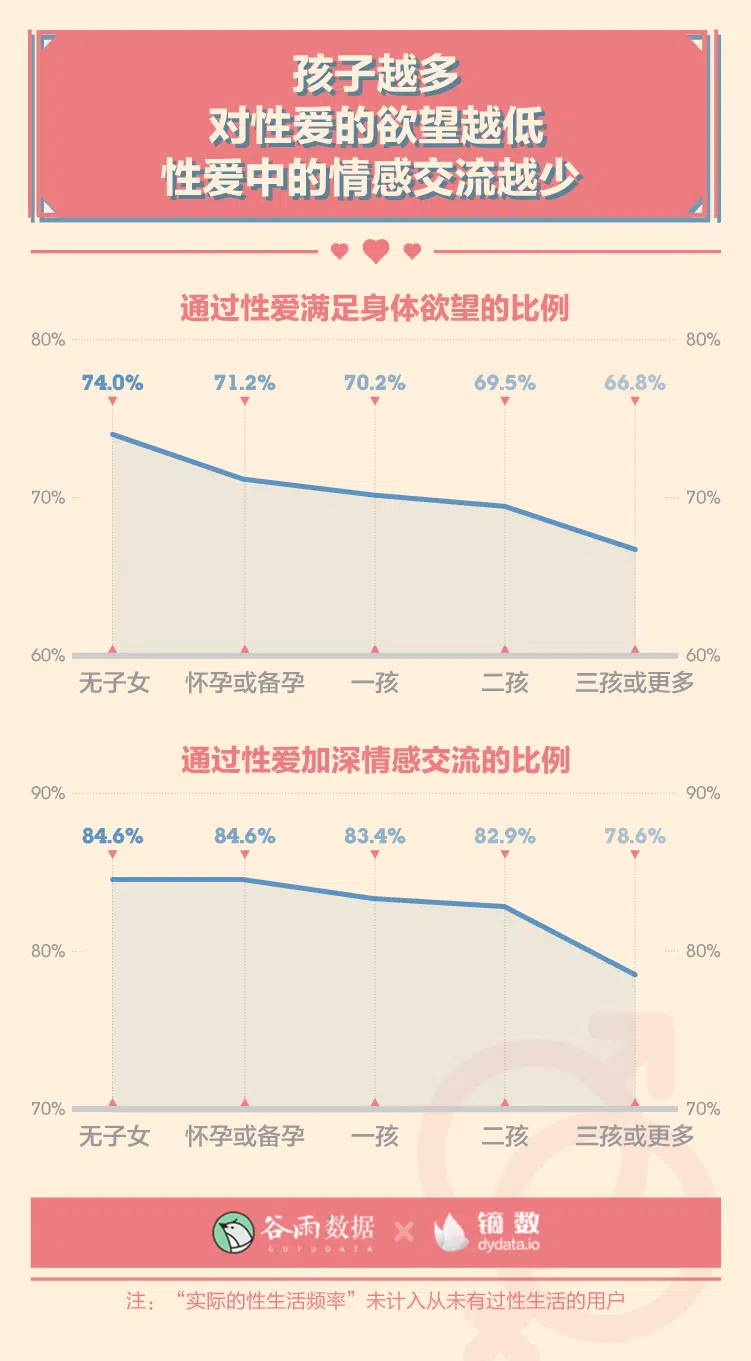 孩子越多
对性爱的欲望越低
性爱中的情感交流越少
通过性爱满足身体欲望的比例
80% 80%
74.0% 71.2% 70.2% 69.5% 66.8%
70% 70%
60% 60%
无子女 怀孕或备孕 一孩 二孩 三孩或更多
通过性爱加深情感交流的比例
90% 90%
84.6% 84.6% 83.4% 82.9% 78.6%
80% 80%
70% 70%
无子女 怀孕或备孕 一孩 二孩 三孩或更多
谷雨数据 × 镝数
GUYUDATA dydata.io
注：“实际的性生活频率”未计入从未有过性生活的用户